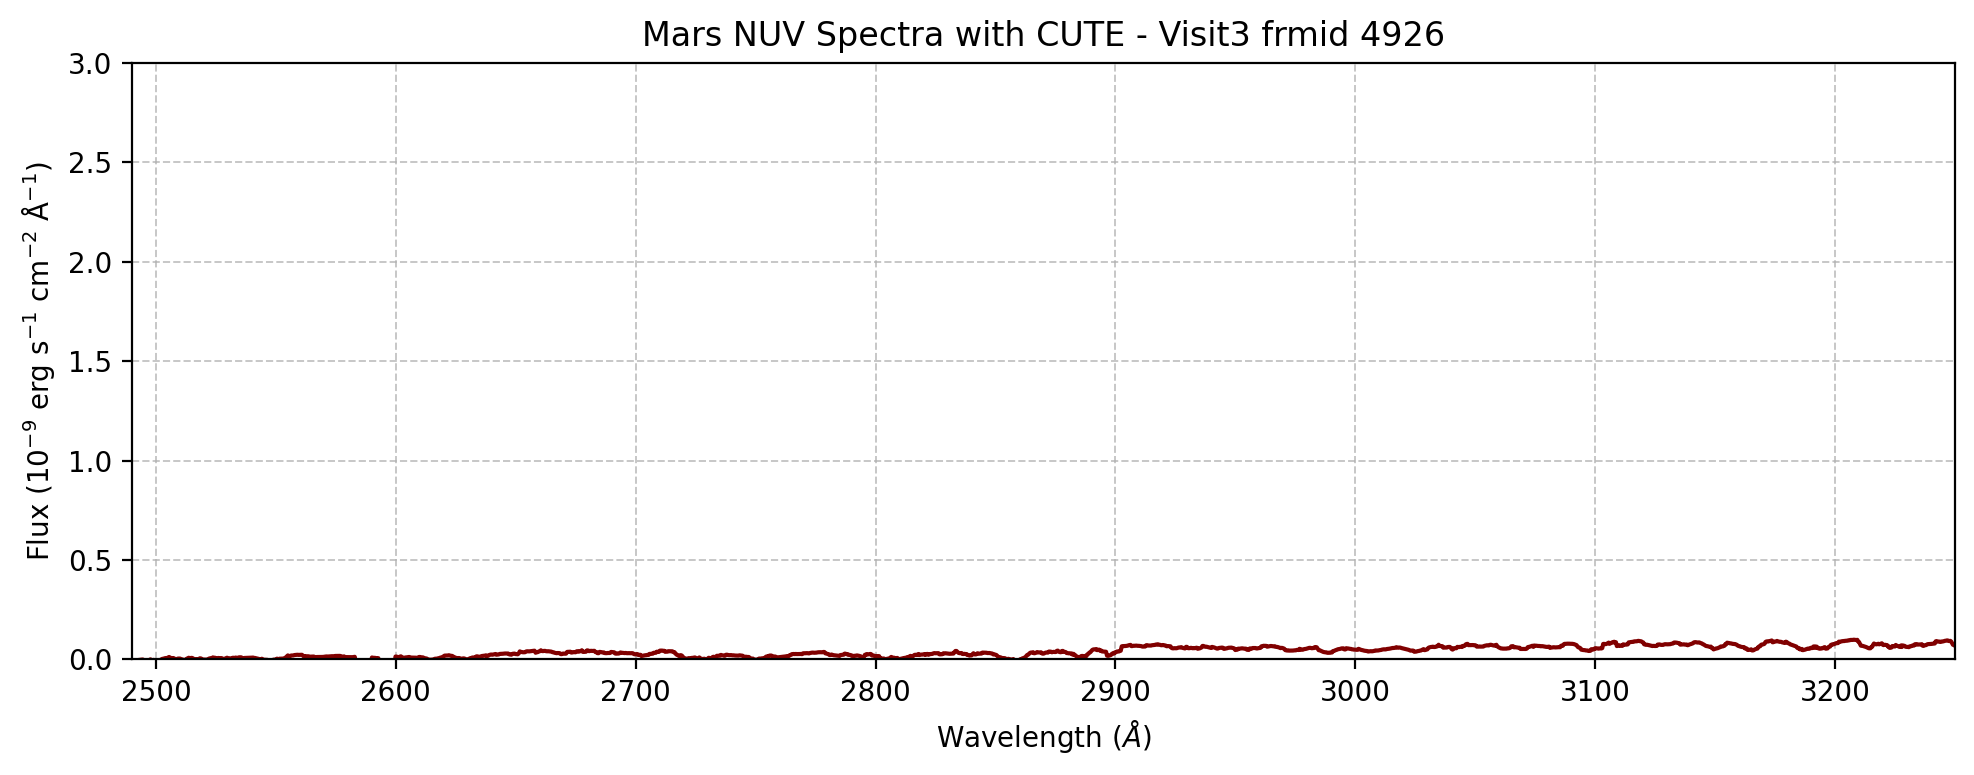 Mars NUV Spectra with CUTE - Visit3 frmid 4926
3.0
2.5
2.0
1.5
1.0
0.5
0.0
Flux (10⁻⁹ erg s⁻¹ cm⁻² Å⁻¹)
2500 2600 2700 2800 2900 3000 3100 3200
Wavelength (Å)